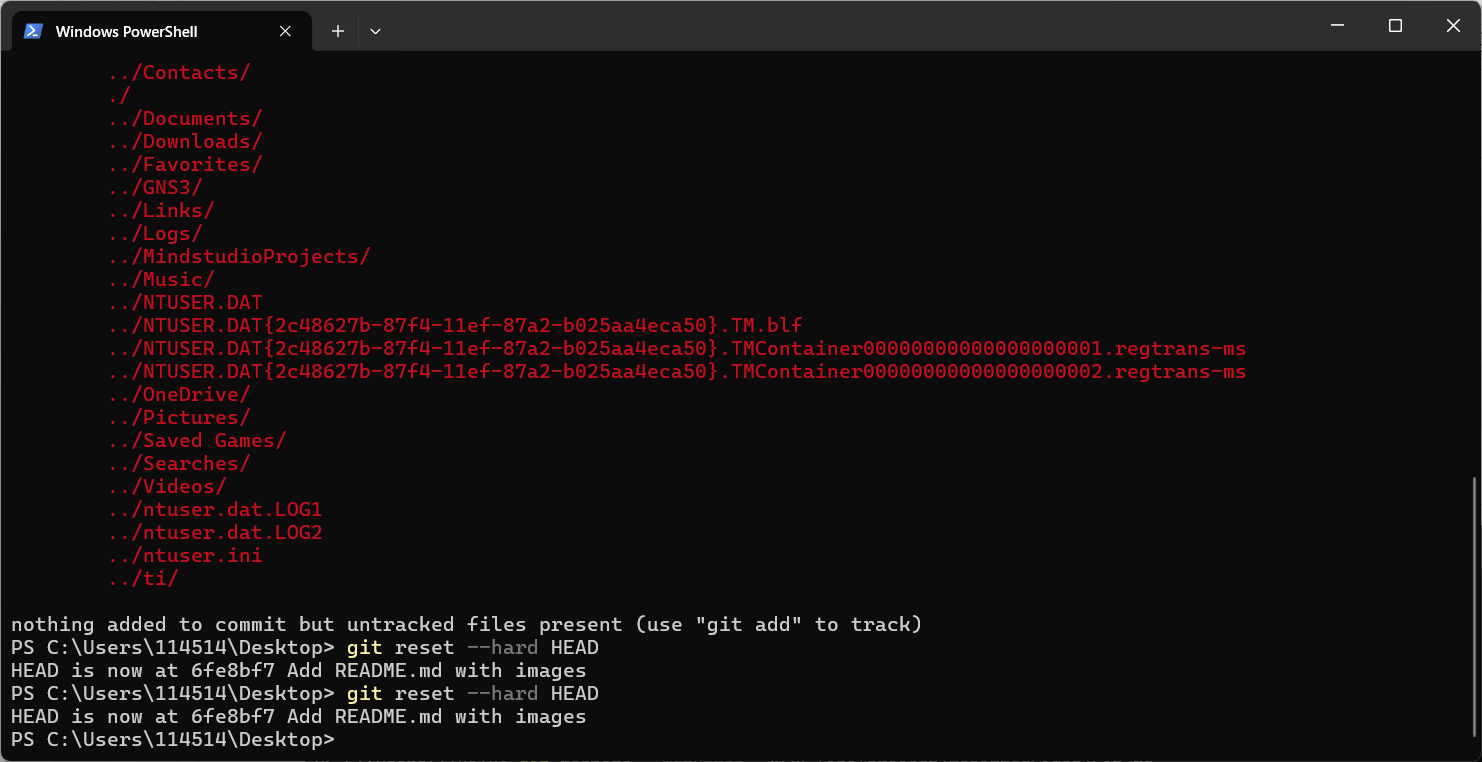 Windows PowerShell
../Contacts/
./
../Documents/
../Downloads/
../Favorites/
../GNS3/
../Links/
../Logs/
../MindstudioProjects/
../Music/
../NTUSER.DAT
../NTUSER.DAT{2c48627b-87f4-11ef-87a2-b025aa4eca50}.TM.blf
../NTUSER.DAT{2c48627b-87f4-11ef-87a2-b025aa4eca50}.TMContainer00000000000000000001.regtrans-ms
../NTUSER.DAT{2c48627b-87f4-11ef-87a2-b025aa4eca50}.TMContainer00000000000000000002.regtrans-ms
../OneDrive/
../Pictures/
../Saved Games/
../Searches/
../Videos/
../ntuser.dat.LOG1
../ntuser.dat.LOG2
../ntuser.ini
../ti/
nothing added to commit but untracked files present (use "git add" to track)
PS C:\Users\114514\Desktop> git reset --hard HEAD
HEAD is now at 6fe8bf7 Add README.md with images
PS C:\Users\114514\Desktop> git reset --hard HEAD
HEAD is now at 6fe8bf7 Add README.md with images
PS C:\Users\114514\Desktop>